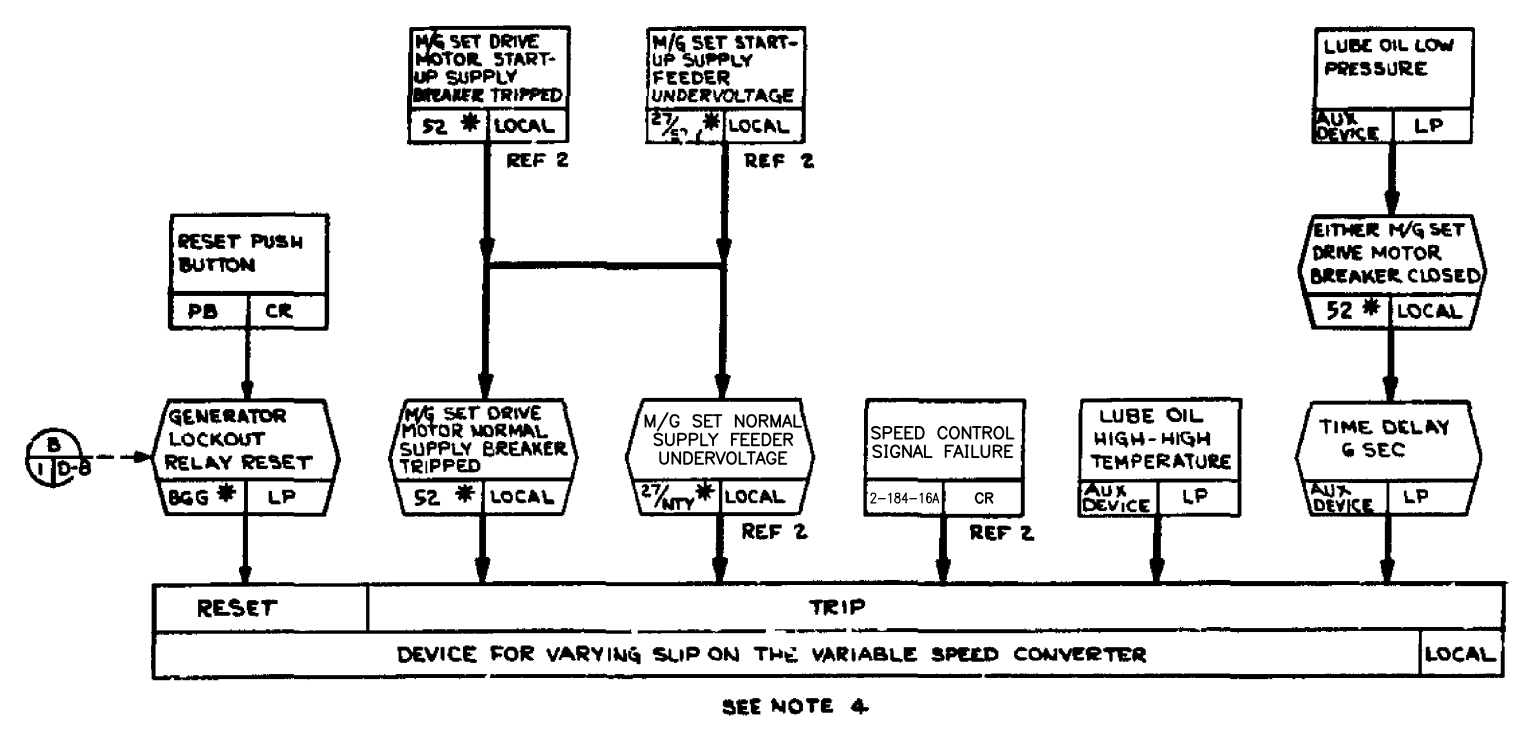 M/G SET DRIVE
MOTOR START-
UP SUPPLY
BREAKER TRIPPED
52 * LOCAL
REF 2
M/G SET START-
UP SUPPLY
FEEDER
UNDERVOLTAGE
27/ * LOCAL
REF 2
LUBE OIL LOW
PRESSURE
AUX
DEVICE LP
RESET PUSH
BUTTON
PB CR
EITHER M/G SET
DRIVE MOTOR
BREAKER CLOSED
52 * LOCAL
B
1 D-8
GENERATOR
LOCKOUT
RELAY RESET
86G * LP
M/G SET DRIVE
MOTOR NORMAL
SUPPLY BREAKER
TRIPPED
52 * LOCAL
M/G SET NORMAL
SUPPLY FEEDER
UNDERVOLTAGE
27/NTY * LOCAL
REF 2
SPEED CONTROL
SIGNAL FAILURE
2-184-16A CR
REF 2
LUBE OIL
HIGH-HIGH
TEMPERATURE
AUX
DEVICE LP
TIME DELAY
6 SEC
AUX
DEVICE LP
RESET TRIP
DEVICE FOR VARYING SLIP ON THE VARIABLE SPEED CONVERTER LOCAL
SEE NOTE 4